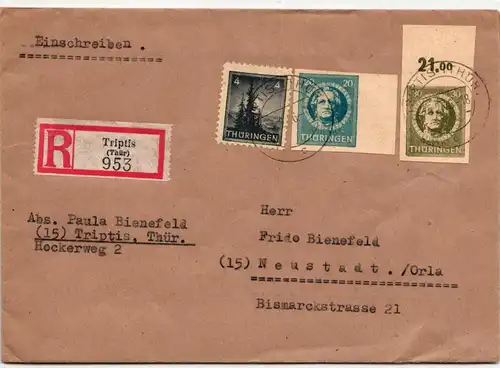 Einschreiben.
21.00
4 4
THÜRINGEN
20
THÜRINGEN
THÜRINGEN
R
Triptis
(Thür)
953
Abs. Paula Bienefeld
(15) Triptis, Thür.
Hockerweg 2
Herr
Frido Bienefeld
(15) Neustadt./Orla
Bismarckstrasse 21